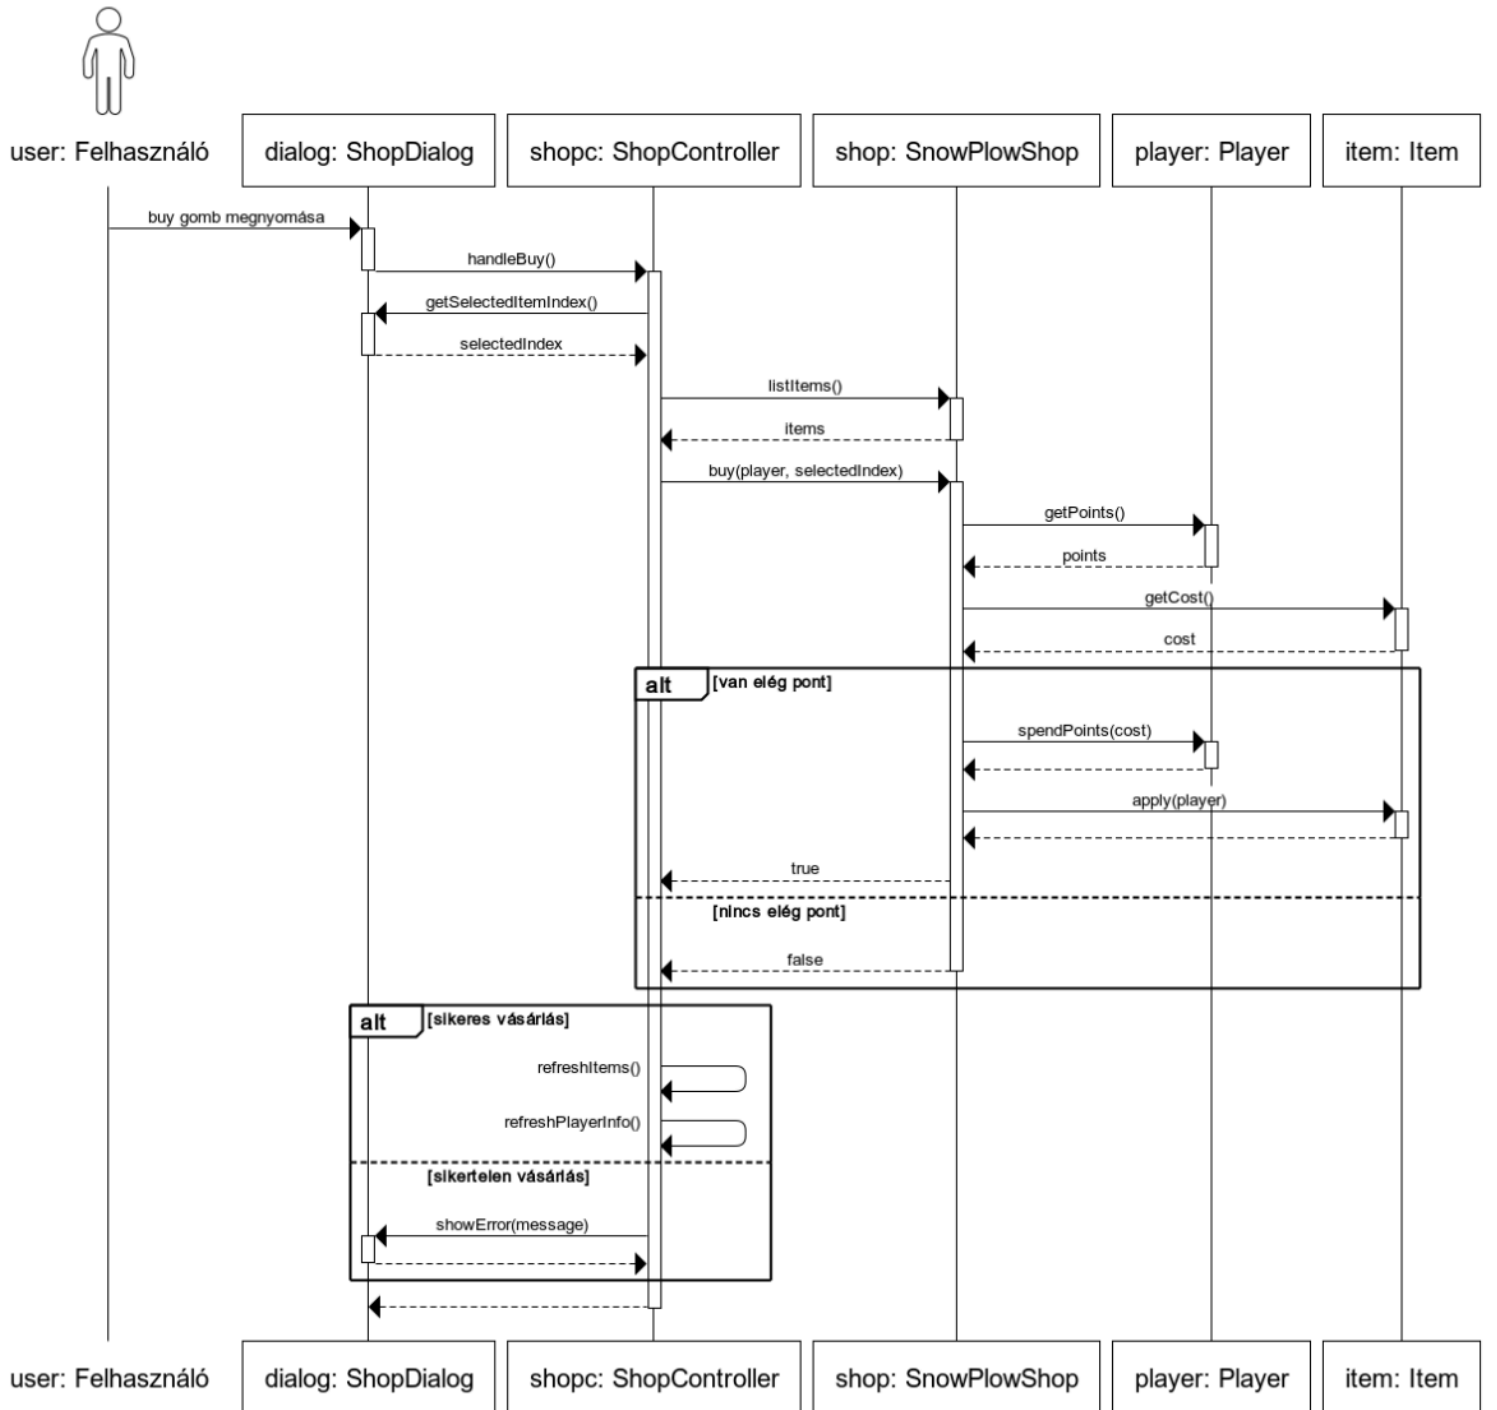 user: Felhasználó
dialog: ShopDialog
shopc: ShopController
shop: SnowPlowShop
player: Player
item: Item
buy gomb megnyomása
handleBuy()
getSelectedItemIndex()
selectedIndex
listItems()
items
buy(player, selectedIndex)
getPoints()
points
getCost()
cost
alt
[van elég pont]
spendPoints(cost)
apply(player)
true
[nincs elég pont]
false
alt
[sikeres vásárlás]
refreshItems()
refreshPlayerInfo()
[sikertelen vásárlás]
showError(message)
user: Felhasználó
dialog: ShopDialog
shopc: ShopController
shop: SnowPlowShop
player: Player
item: Item